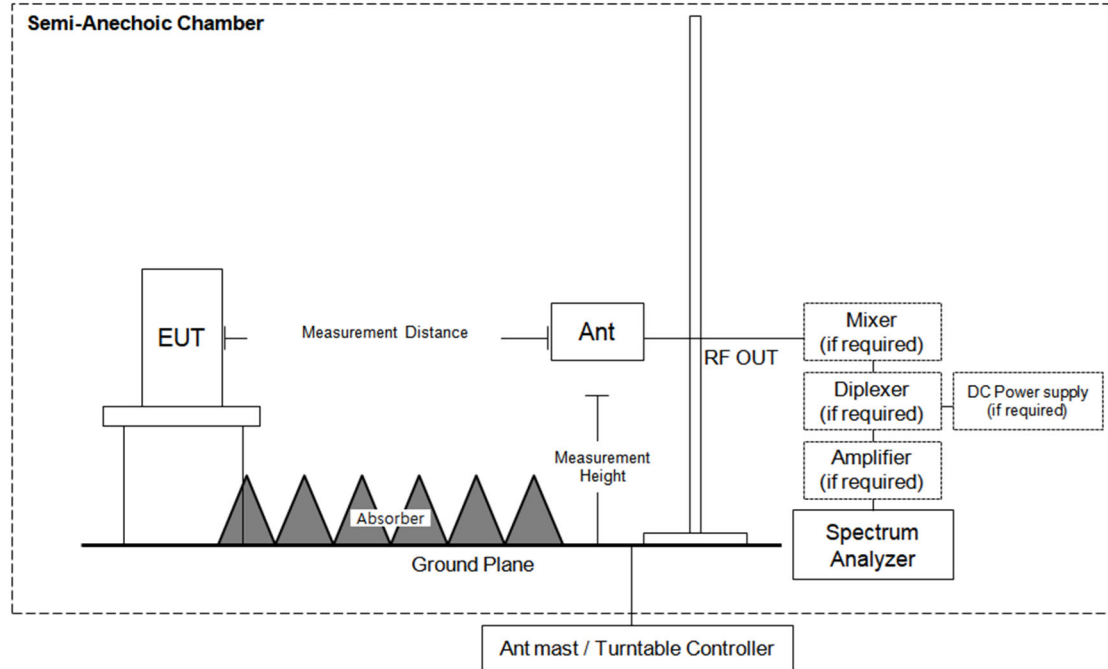 Semi-Anechoic Chamber
EUT
Measurement Distance
Ant
RF OUT
Mixer
(if required)
Diplexer
(if required)
DC Power supply
(if required)
Amplifier
(if required)
Measurement
Height
Absorber
Spectrum
Analyzer
Ground Plane
Ant mast / Turntable Controller